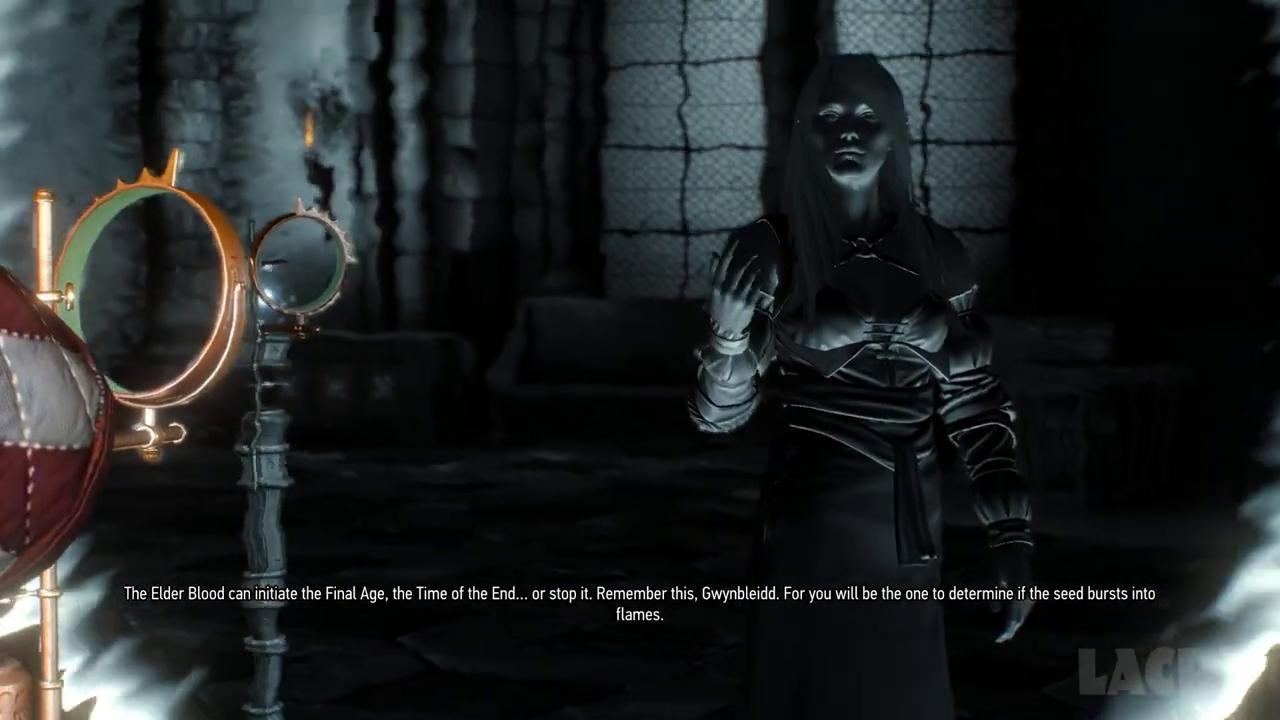 The Elder Blood can initiate the Final Age, the Time of the End... or stop it. Remember this, Gwynbleidd. For you will be the one to determine if the seed bursts into
flames.